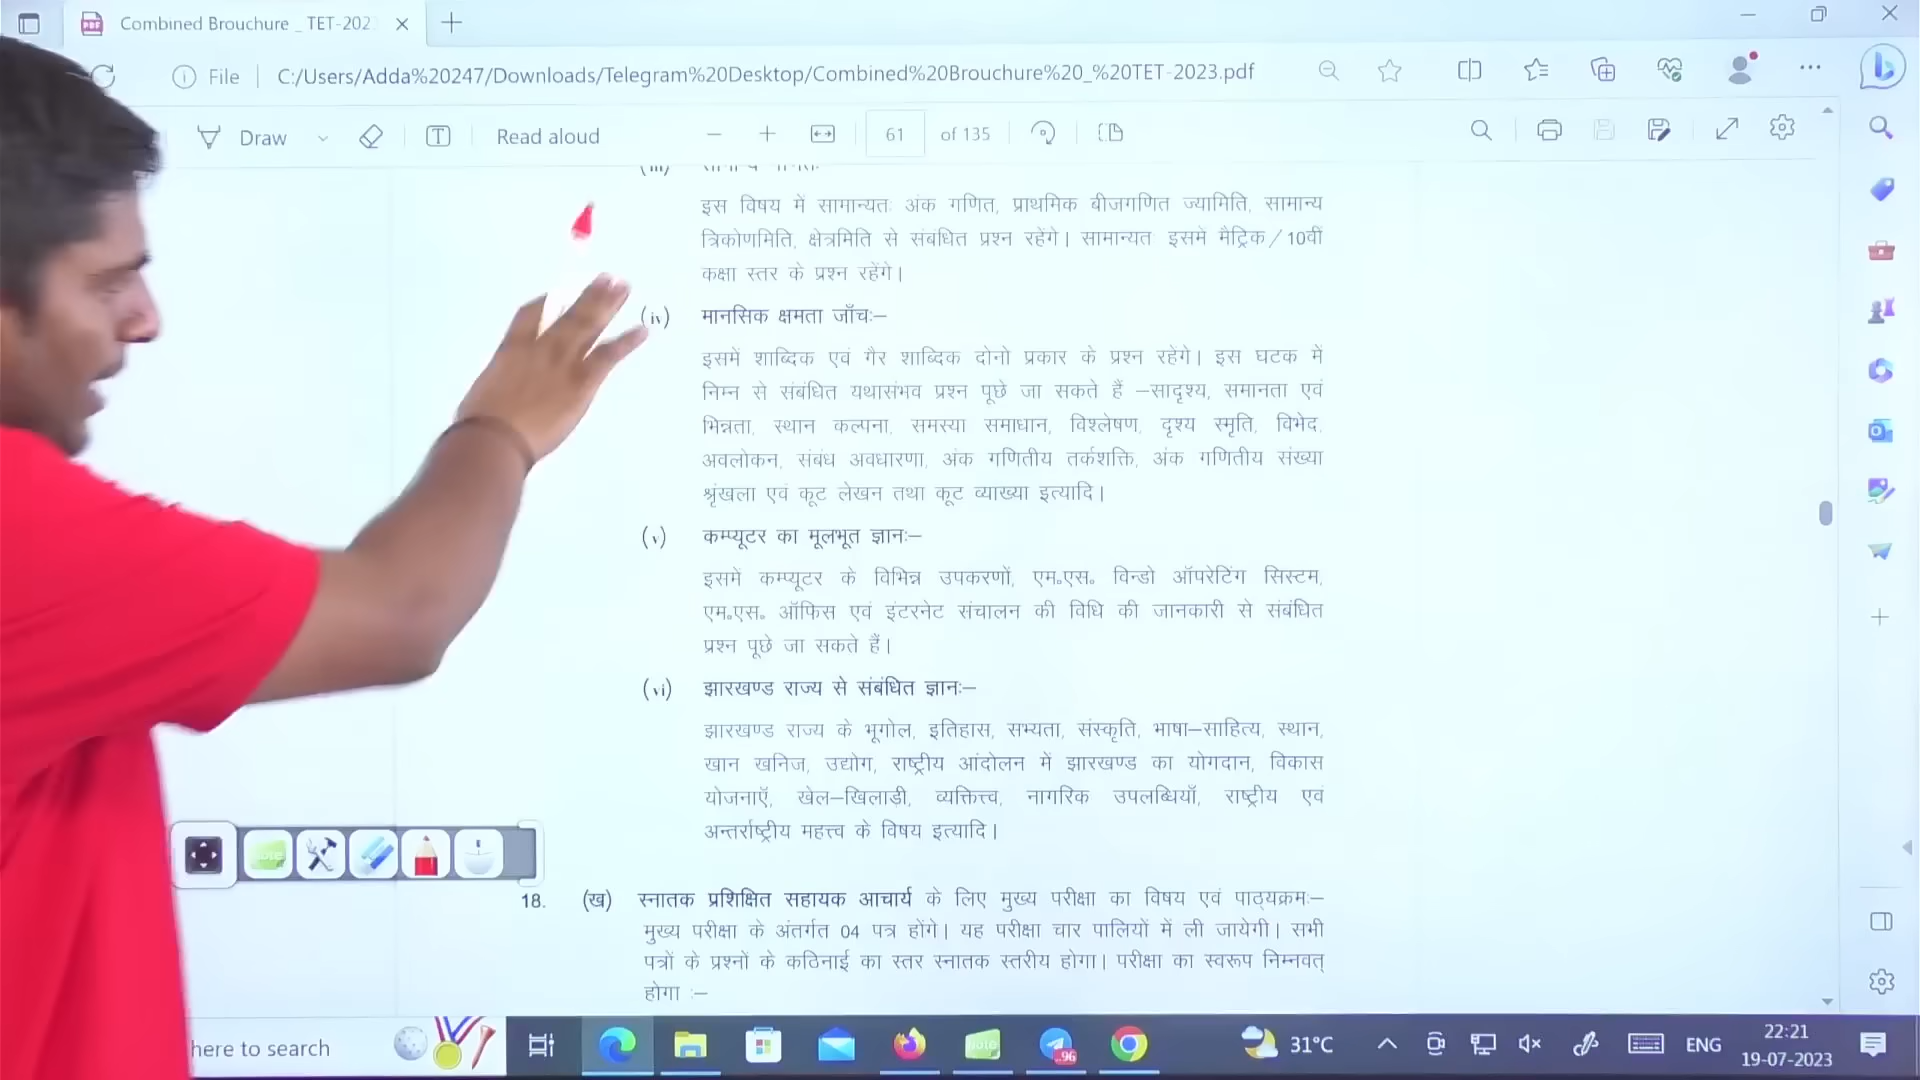 Combined Brouchure _ TET-202
File
C:/Users/Adda%20247/Downloads/Telegram%20Desktop/Combined%20Brouchure%20_%20TET-2023.pdf
Draw
Read aloud
61 of 135
इस विषय में सामान्यतः अंक गणित, प्राथमिक बीजगणित ज्यामिति, सामान्य
त्रिकोणमिति, क्षेत्रमिति से संबंधित प्रश्न रहेंगे। सामान्यतः इसमें मैट्रिक/10वीं
कक्षा स्तर के प्रश्न रहेंगे।
(iv) मानसिक क्षमता जाँचः–
इसमें शाब्दिक एवं गैर शाब्दिक दोनो प्रकार के प्रश्न रहेंगे। इस घटक में
निम्न से संबंधित यथासंभव प्रश्न पूछे जा सकते हैं –सादृश्य, समानता एवं
भिन्नता, स्थान कल्पना, समस्या समाधान, विश्लेषण, दृश्य स्मृति, विभेद,
अवलोकन, संबंध अवधारणा, अंक गणितीय तर्कशक्ति, अंक गणितीय संख्या
श्रृंखला एवं कूट लेखन तथा कूट व्याख्या इत्यादि।
(v) कम्प्यूटर का मूलभूत ज्ञानः–
इसमें कम्प्यूटर के विभिन्न उपकरणों, एम॰एस॰ विन्डो ऑपरेटिंग सिस्टम,
एम॰एस॰ ऑफिस एवं इंटरनेट संचालन की विधि की जानकारी से संबंधित
प्रश्न पूछे जा सकते हैं।
(vi) झारखण्ड राज्य से संबंधित ज्ञानः–
झारखण्ड राज्य के भूगोल, इतिहास, सभ्यता, संस्कृति, भाषा–साहित्य, स्थान,
खान खनिज, उद्योग, राष्ट्रीय आंदोलन में झारखण्ड का योगदान, विकास
योजनाएँ, खेल–खिलाड़ी, व्यक्तित्त्व, नागरिक उपलब्धियाँ, राष्ट्रीय एवं
अन्तर्राष्ट्रीय महत्त्व के विषय इत्यादि।
18. (ख) स्नातक प्रशिक्षित सहायक आचार्य के लिए मुख्य परीक्षा का विषय एवं पाठ्यक्रमः–
मुख्य परीक्षा के अंतर्गत 04 पत्र होंगे। यह परीक्षा चार पालियों में ली जायेगी। सभी
पत्रों के प्रश्नों के कठिनाई का स्तर स्नातक स्तरीय होगा। परीक्षा का स्वरूप निम्नवत्
होगा :–
here to search
Note
96
31°C
ENG
22:21
19-07-2023